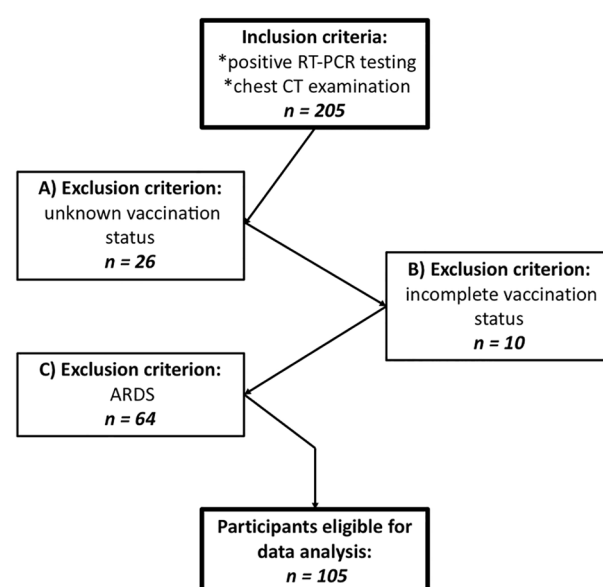 Inclusion criteria:
*positive RT-PCR testing
*chest CT examination
n = 205
A) Exclusion criterion:
unknown vaccination
status
n = 26
B) Exclusion criterion:
incomplete vaccination
status
n = 10
C) Exclusion criterion:
ARDS
n = 64
Participants eligible for
data analysis:
n = 105